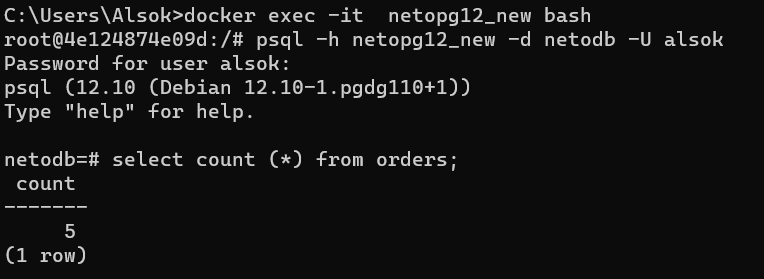 C:\Users\Alsok>docker exec -it  netopg12_new bash
root@4e124874e09d:/# psql -h netopg12_new -d netodb -U alsok
Password for user alsok:
psql (12.10 (Debian 12.10-1.pgdg110+1))
Type "help" for help.

netodb=# select count (*) from orders;
 count
-------
     5
(1 row)